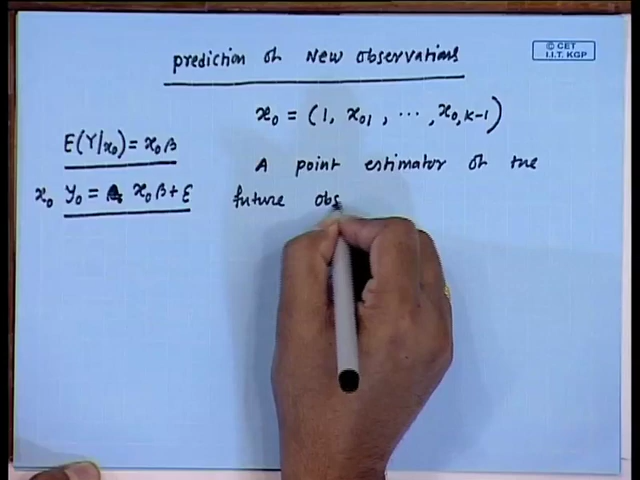 prediction of New observations
© CET
I.I.T. KGP
x₀ = (1, x₀₁, ⋯, x₀,k-1)
E(Y/x₀) = x₀β
A point estimator of the
x₀ y₀ = x₀β + ε
future obs